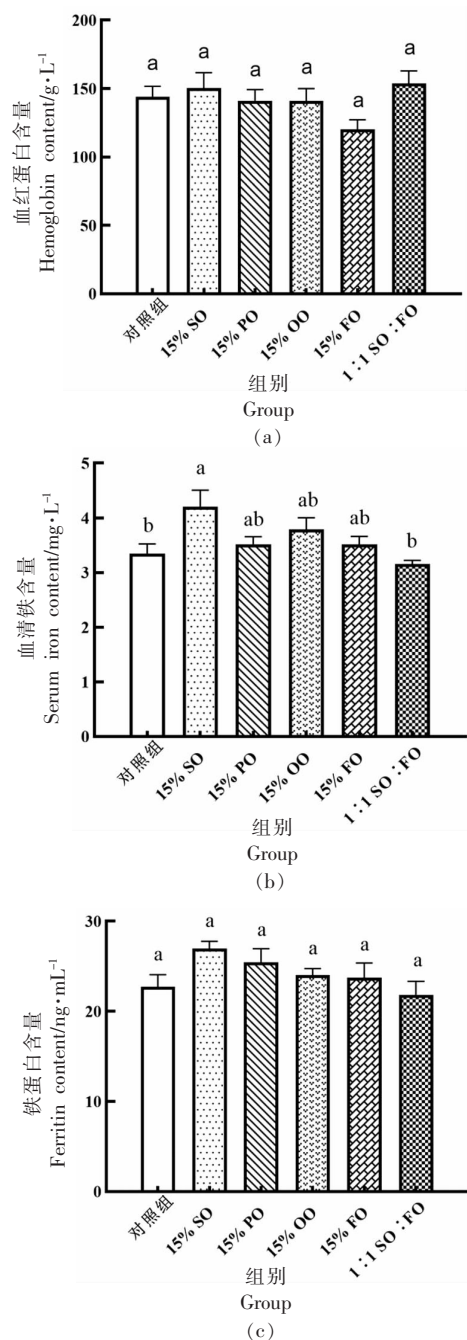 血红蛋白含量
Hemoglobin content/g·L⁻¹
200
150
100
50
0
a
a
a
a
a
a
对照组
15% SO
15% PO
15% OO
15% FO
1∶1 SO∶FO
组别
Group
(a)
血清铁含量
Serum iron content/mg·L⁻¹
5
4
3
2
1
0
b
a
ab
ab
ab
b
对照组
15% SO
15% PO
15% OO
15% FO
1∶1 SO∶FO
组别
Group
(b)
铁蛋白含量
Ferritin content/ng·mL⁻¹
30
20
10
0
a
a
a
a
a
a
对照组
15% SO
15% PO
15% OO
15% FO
1∶1 SO∶FO
组别
Group
(c)